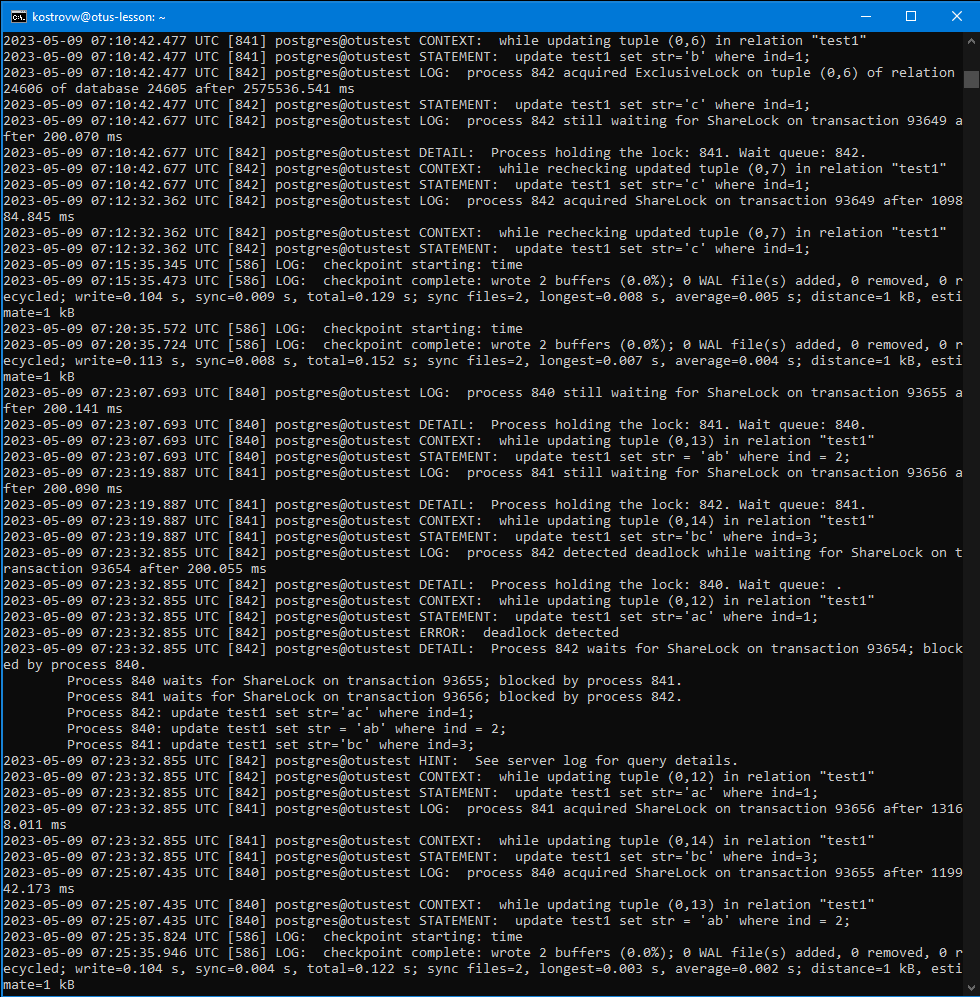 kostrovw@otus-lesson: ~
2023-05-09 07:10:42.477 UTC [841] postgres@otustest CONTEXT:  while updating tuple (0,6) in relation "test1"
2023-05-09 07:10:42.477 UTC [841] postgres@otustest STATEMENT:  update test1 set str='b' where ind=1;
2023-05-09 07:10:42.477 UTC [842] postgres@otustest LOG:  process 842 acquired ExclusiveLock on tuple (0,6) of relation
24606 of database 24605 after 2575536.541 ms
2023-05-09 07:10:42.477 UTC [842] postgres@otustest STATEMENT:  update test1 set str='c' where ind=1;
2023-05-09 07:10:42.677 UTC [842] postgres@otustest LOG:  process 842 still waiting for ShareLock on transaction 93649 a
fter 200.070 ms
2023-05-09 07:10:42.677 UTC [842] postgres@otustest DETAIL:  Process holding the lock: 841. Wait queue: 842.
2023-05-09 07:10:42.677 UTC [842] postgres@otustest CONTEXT:  while rechecking updated tuple (0,7) in relation "test1"
2023-05-09 07:10:42.677 UTC [842] postgres@otustest STATEMENT:  update test1 set str='c' where ind=1;
2023-05-09 07:12:32.362 UTC [842] postgres@otustest LOG:  process 842 acquired ShareLock on transaction 93649 after 1098
84.845 ms
2023-05-09 07:12:32.362 UTC [842] postgres@otustest CONTEXT:  while rechecking updated tuple (0,7) in relation "test1"
2023-05-09 07:12:32.362 UTC [842] postgres@otustest STATEMENT:  update test1 set str='c' where ind=1;
2023-05-09 07:15:35.345 UTC [586] LOG:  checkpoint starting: time
2023-05-09 07:15:35.473 UTC [586] LOG:  checkpoint complete: wrote 2 buffers (0.0%); 0 WAL file(s) added, 0 removed, 0 r
ecycled; write=0.104 s, sync=0.009 s, total=0.129 s; sync files=2, longest=0.008 s, average=0.005 s; distance=1 kB, esti
mate=1 kB
2023-05-09 07:20:35.572 UTC [586] LOG:  checkpoint starting: time
2023-05-09 07:20:35.724 UTC [586] LOG:  checkpoint complete: wrote 2 buffers (0.0%); 0 WAL file(s) added, 0 removed, 0 r
ecycled; write=0.113 s, sync=0.008 s, total=0.152 s; sync files=2, longest=0.007 s, average=0.004 s; distance=1 kB, esti
mate=1 kB
2023-05-09 07:23:07.693 UTC [840] postgres@otustest LOG:  process 840 still waiting for ShareLock on transaction 93655 a
fter 200.141 ms
2023-05-09 07:23:07.693 UTC [840] postgres@otustest DETAIL:  Process holding the lock: 841. Wait queue: 840.
2023-05-09 07:23:07.693 UTC [840] postgres@otustest CONTEXT:  while updating tuple (0,13) in relation "test1"
2023-05-09 07:23:07.693 UTC [840] postgres@otustest STATEMENT:  update test1 set str = 'ab' where ind = 2;
2023-05-09 07:23:19.887 UTC [841] postgres@otustest LOG:  process 841 still waiting for ShareLock on transaction 93656 a
fter 200.090 ms
2023-05-09 07:23:19.887 UTC [841] postgres@otustest DETAIL:  Process holding the lock: 842. Wait queue: 841.
2023-05-09 07:23:19.887 UTC [841] postgres@otustest CONTEXT:  while updating tuple (0,14) in relation "test1"
2023-05-09 07:23:19.887 UTC [841] postgres@otustest STATEMENT:  update test1 set str='bc' where ind=3;
2023-05-09 07:23:32.855 UTC [842] postgres@otustest LOG:  process 842 detected deadlock while waiting for ShareLock on t
ransaction 93654 after 200.055 ms
2023-05-09 07:23:32.855 UTC [842] postgres@otustest DETAIL:  Process holding the lock: 840. Wait queue: .
2023-05-09 07:23:32.855 UTC [842] postgres@otustest CONTEXT:  while updating tuple (0,12) in relation "test1"
2023-05-09 07:23:32.855 UTC [842] postgres@otustest STATEMENT:  update test1 set str='ac' where ind=1;
2023-05-09 07:23:32.855 UTC [842] postgres@otustest ERROR:  deadlock detected
2023-05-09 07:23:32.855 UTC [842] postgres@otustest DETAIL:  Process 842 waits for ShareLock on transaction 93654; block
ed by process 840.
Process 840 waits for ShareLock on transaction 93655; blocked by process 841.
Process 841 waits for ShareLock on transaction 93656; blocked by process 842.
Process 842: update test1 set str='ac' where ind=1;
Process 840: update test1 set str = 'ab' where ind = 2;
Process 841: update test1 set str='bc' where ind=3;
2023-05-09 07:23:32.855 UTC [842] postgres@otustest HINT:  See server log for query details.
2023-05-09 07:23:32.855 UTC [842] postgres@otustest CONTEXT:  while updating tuple (0,12) in relation "test1"
2023-05-09 07:23:32.855 UTC [842] postgres@otustest STATEMENT:  update test1 set str='ac' where ind=1;
2023-05-09 07:23:32.855 UTC [841] postgres@otustest LOG:  process 841 acquired ShareLock on transaction 93656 after 1316
8.011 ms
2023-05-09 07:23:32.855 UTC [841] postgres@otustest CONTEXT:  while updating tuple (0,14) in relation "test1"
2023-05-09 07:23:32.855 UTC [841] postgres@otustest STATEMENT:  update test1 set str='bc' where ind=3;
2023-05-09 07:25:07.435 UTC [840] postgres@otustest LOG:  process 840 acquired ShareLock on transaction 93655 after 1199
42.173 ms
2023-05-09 07:25:07.435 UTC [840] postgres@otustest CONTEXT:  while updating tuple (0,13) in relation "test1"
2023-05-09 07:25:07.435 UTC [840] postgres@otustest STATEMENT:  update test1 set str = 'ab' where ind = 2;
2023-05-09 07:25:35.824 UTC [586] LOG:  checkpoint starting: time
2023-05-09 07:25:35.946 UTC [586] LOG:  checkpoint complete: wrote 2 buffers (0.0%); 0 WAL file(s) added, 0 removed, 0 r
ecycled; write=0.104 s, sync=0.004 s, total=0.122 s; sync files=2, longest=0.003 s, average=0.002 s; distance=1 kB, esti
mate=1 kB